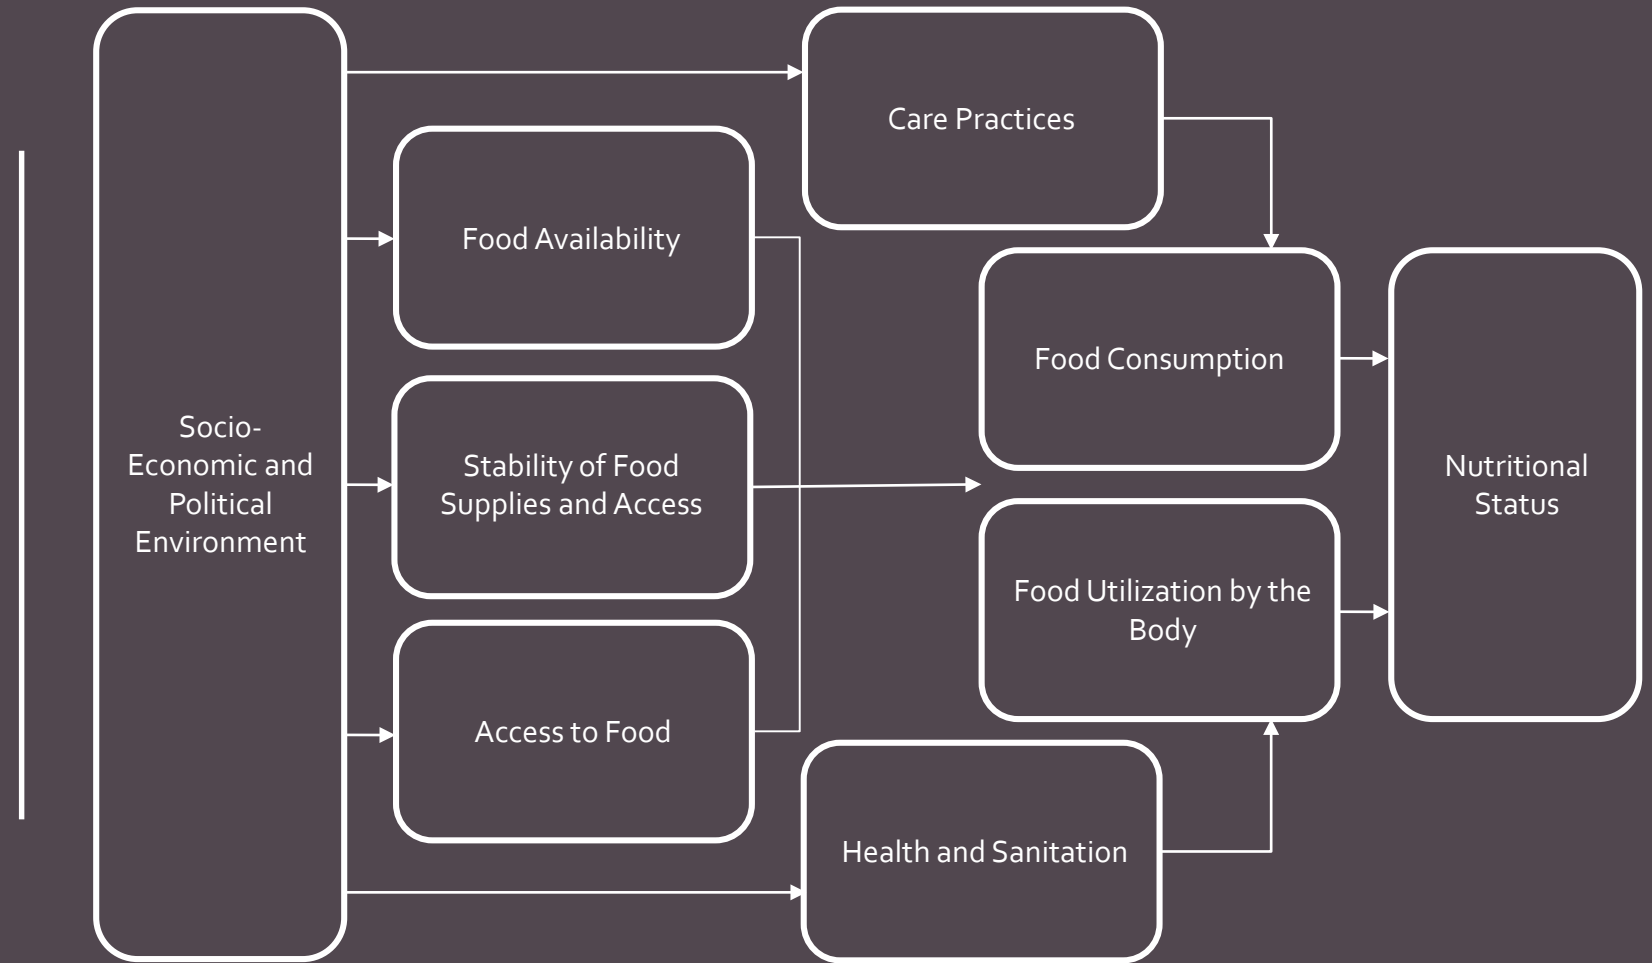 Socio-
Economic and
Political
Environment
Food Availability
Stability of Food
Supplies and Access
Access to Food
Care Practices
Food Consumption
Food Utilization by the
Body
Health and Sanitation
Nutritional
Status